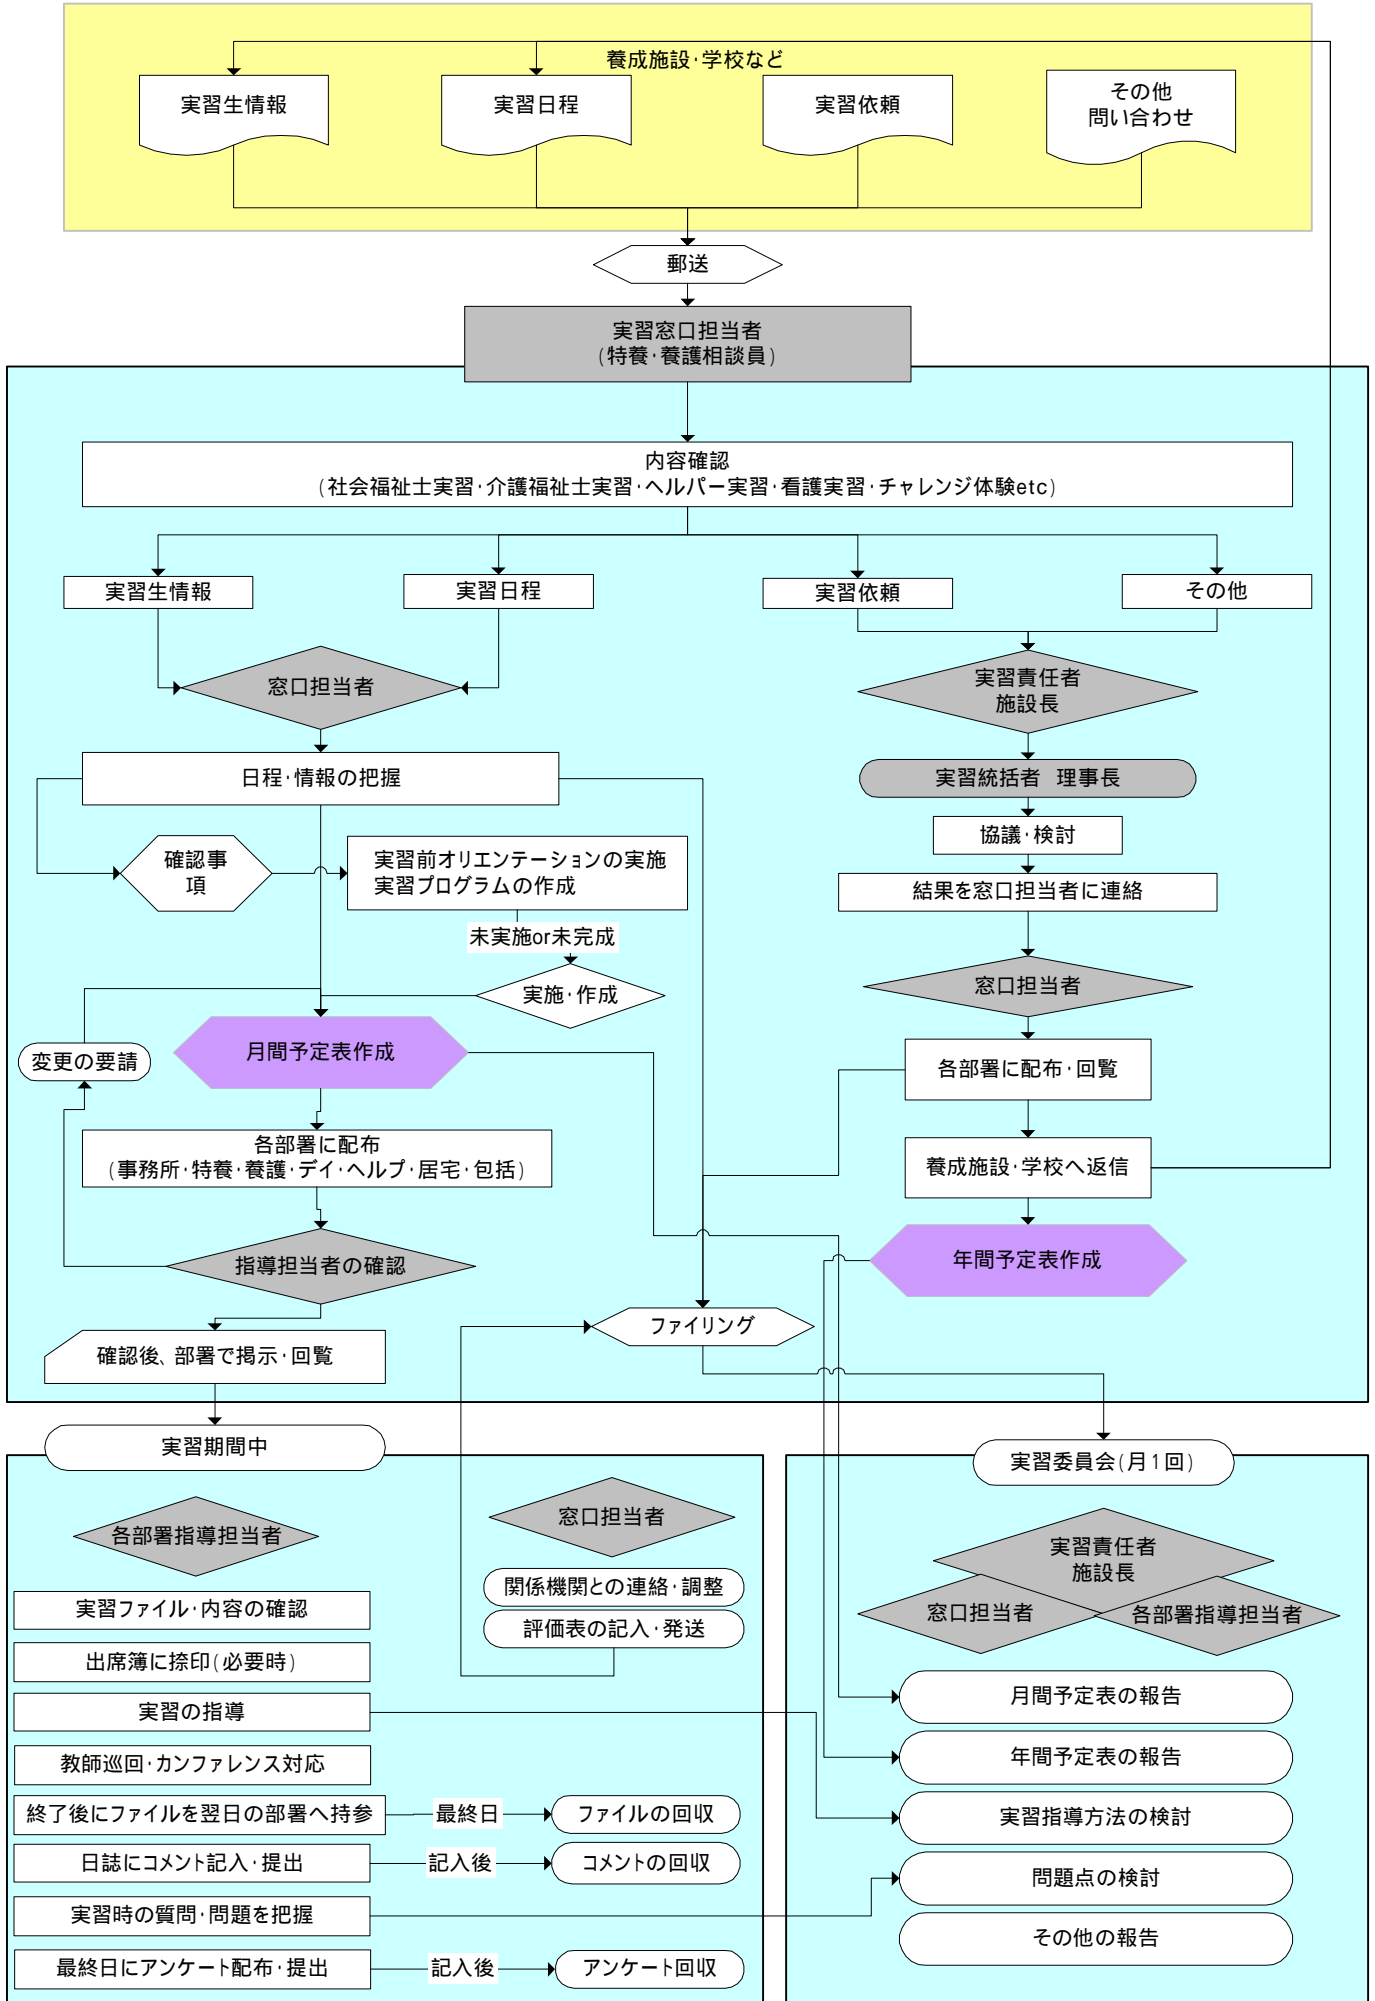 養成施設・学校など
実習生情報
実習日程
実習依頼
その他
問い合わせ
郵送
実習窓口担当者
(特養・養護相談員)
内容確認
(社会福祉士実習・介護福祉士実習・ヘルパー実習・看護実習・チャレンジ体験etc)
実習生情報
実習日程
実習依頼
その他
窓口担当者
実習責任者
施設長
日程・情報の把握
実習統括者 理事長
協議・検討
確認事
項
実習前オリエンテーションの実施
実習プログラムの作成
結果を窓口担当者に連絡
未実施or未完成
実施・作成
窓口担当者
変更の要請
月間予定表作成
各部署に配布・回覧
各部署に配布
(事務所・特養・養護・デイ・ヘルプ・居宅・包括)
養成施設・学校へ返信
指導担当者の確認
年間予定表作成
ファイリング
確認後、部署で掲示・回覧
実習期間中
各部署指導担当者
窓口担当者
関係機関との連絡・調整
評価表の記入・発送
実習ファイル・内容の確認
出席簿に捺印(必要時)
実習の指導
教師巡回・カンファレンス対応
終了後にファイルを翌日の部署へ持参
最終日
ファイルの回収
日誌にコメント記入・提出
記入後
コメントの回収
実習時の質問・問題を把握
最終日にアンケート配布・提出
記入後
アンケート回収
実習委員会(月1回)
実習責任者
施設長
窓口担当者
各部署指導担当者
月間予定表の報告
年間予定表の報告
実習指導方法の検討
問題点の検討
その他の報告